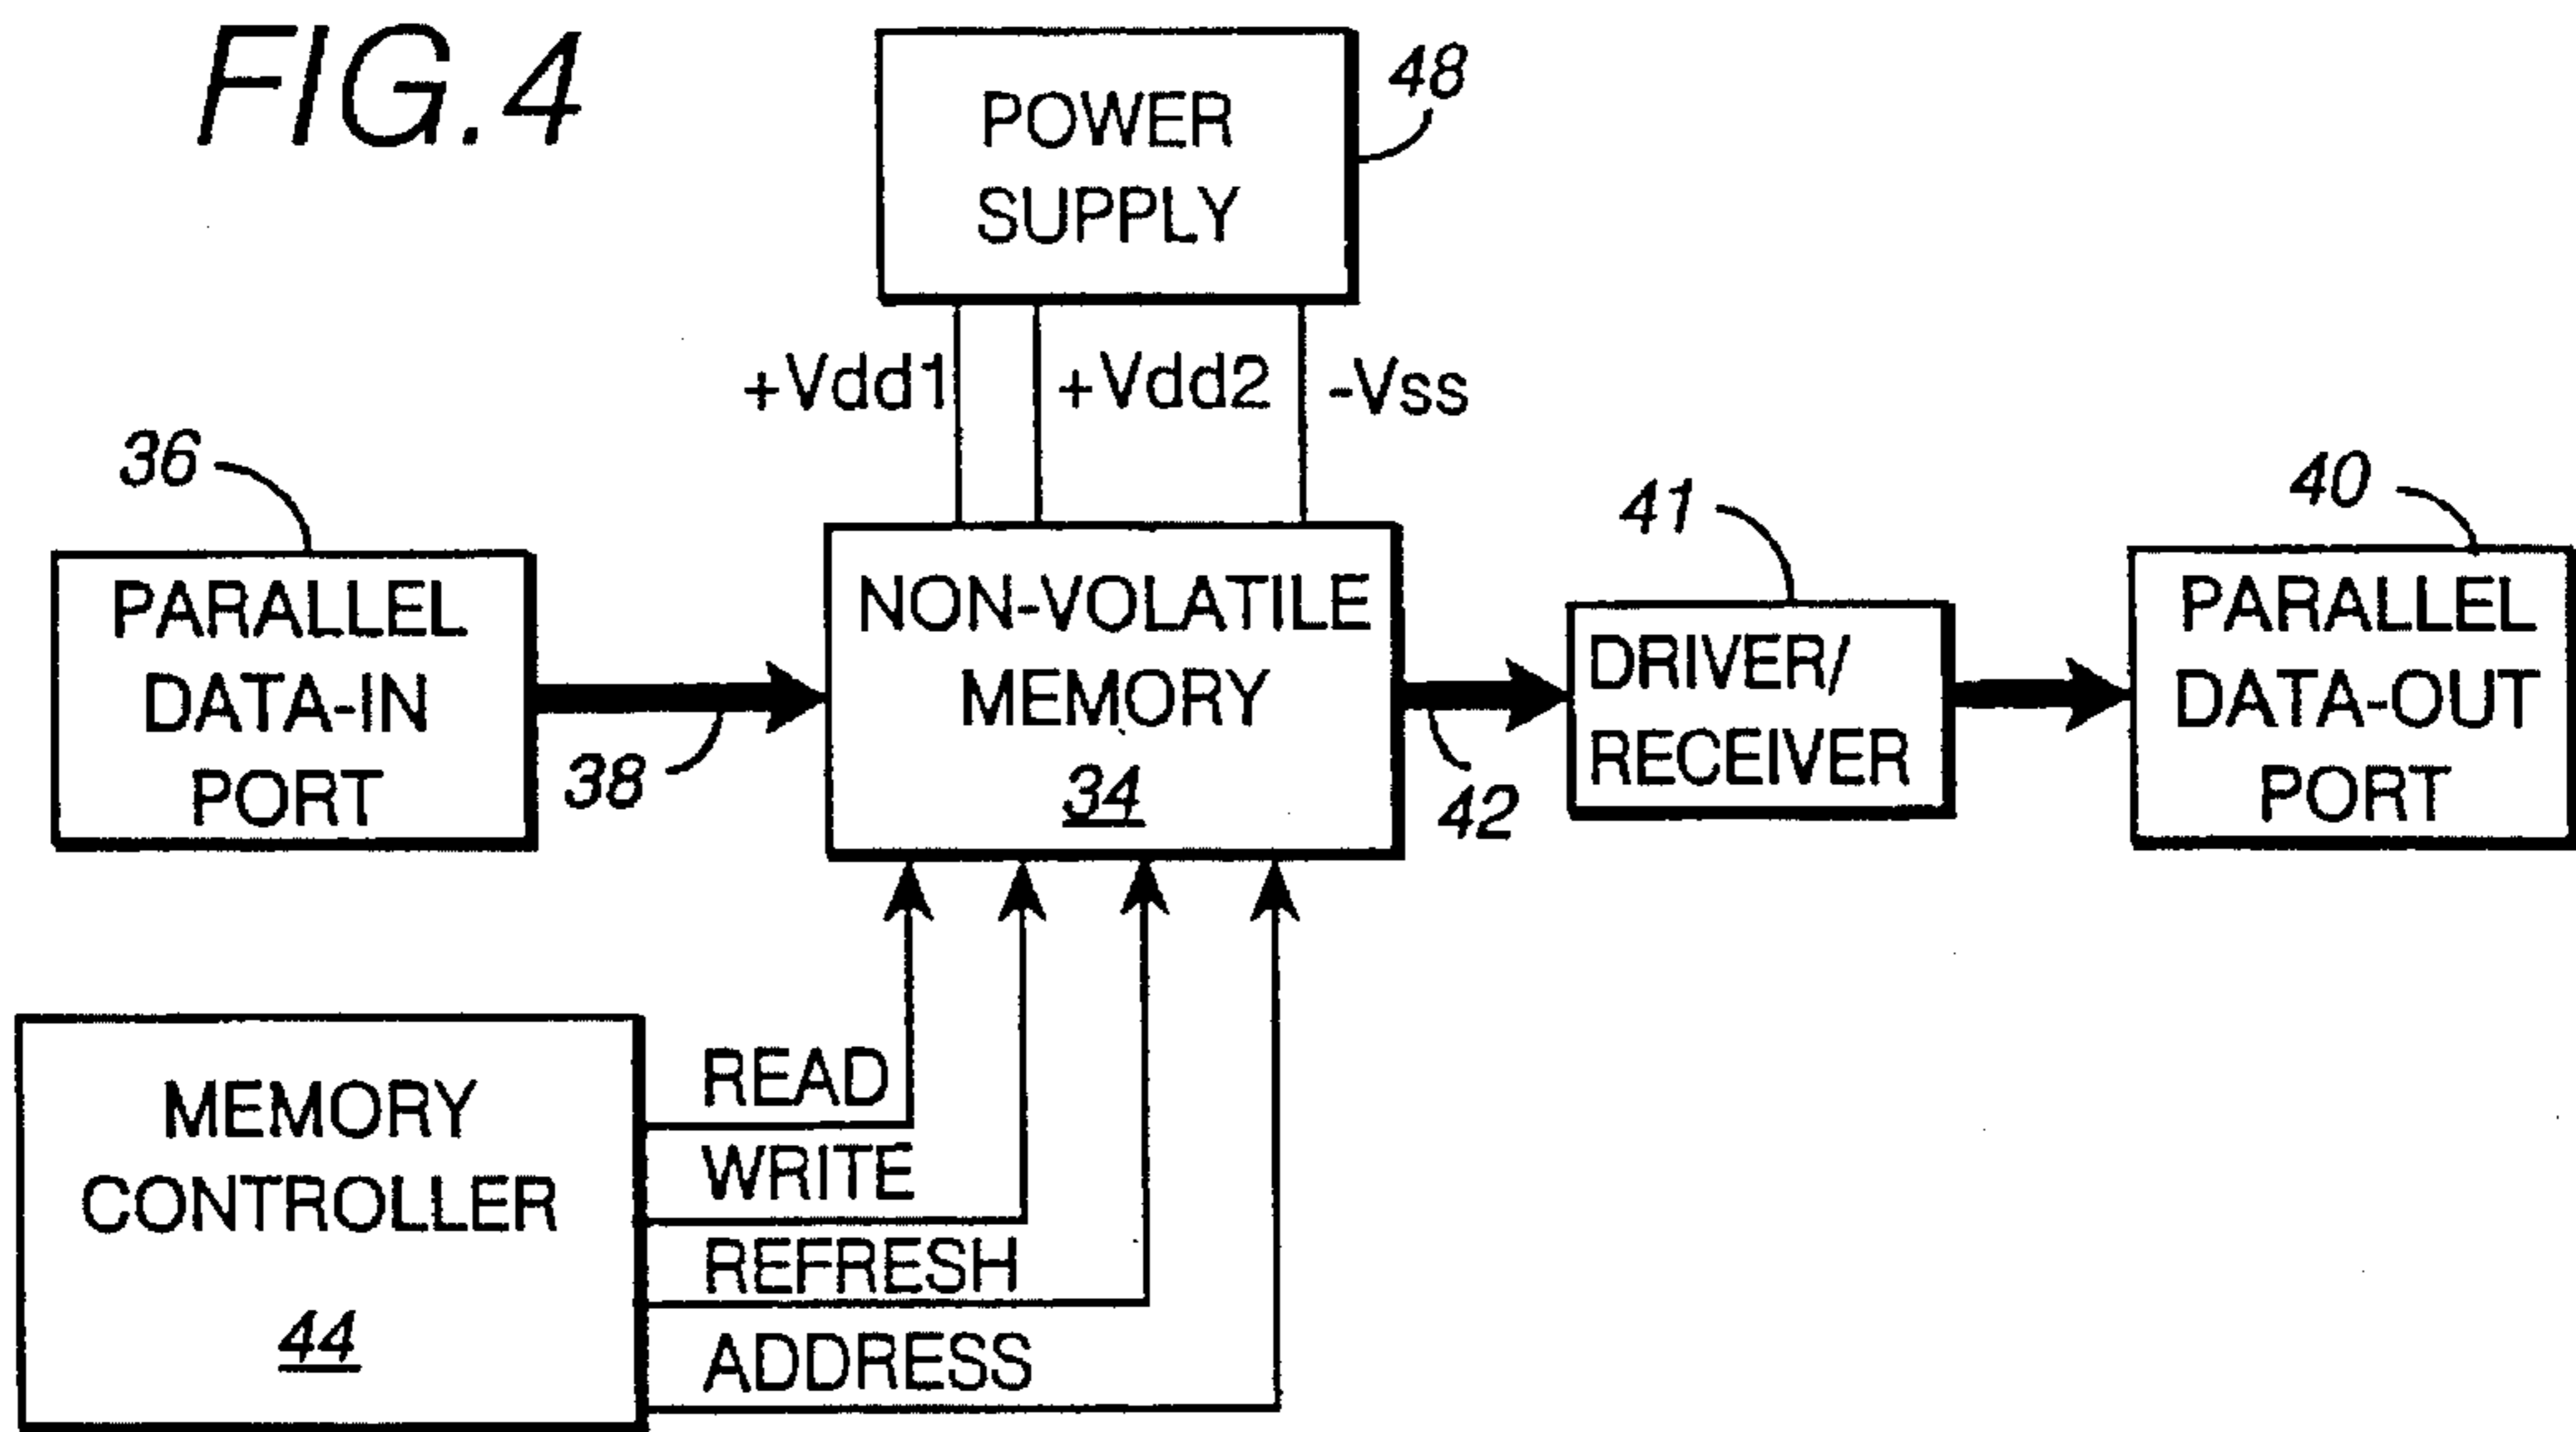 FIG.4
POWER
SUPPLY
48
+Vdd1
+Vdd2
-Vss
36
PARALLEL
DATA-IN
PORT
38
NON-VOLATILE
MEMORY
34
42
41
DRIVER/
RECEIVER
40
PARALLEL
DATA-OUT
PORT
MEMORY
CONTROLLER
44
READ
WRITE
REFRESH
ADDRESS